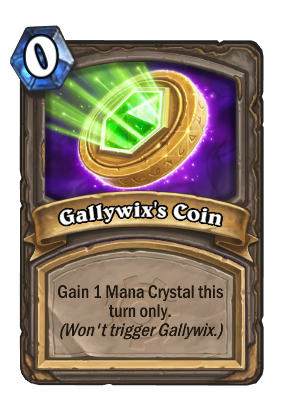 0
Gallywix's Coin
Gain 1 Mana Crystal this
turn only.
(Won't trigger Gallywix.)